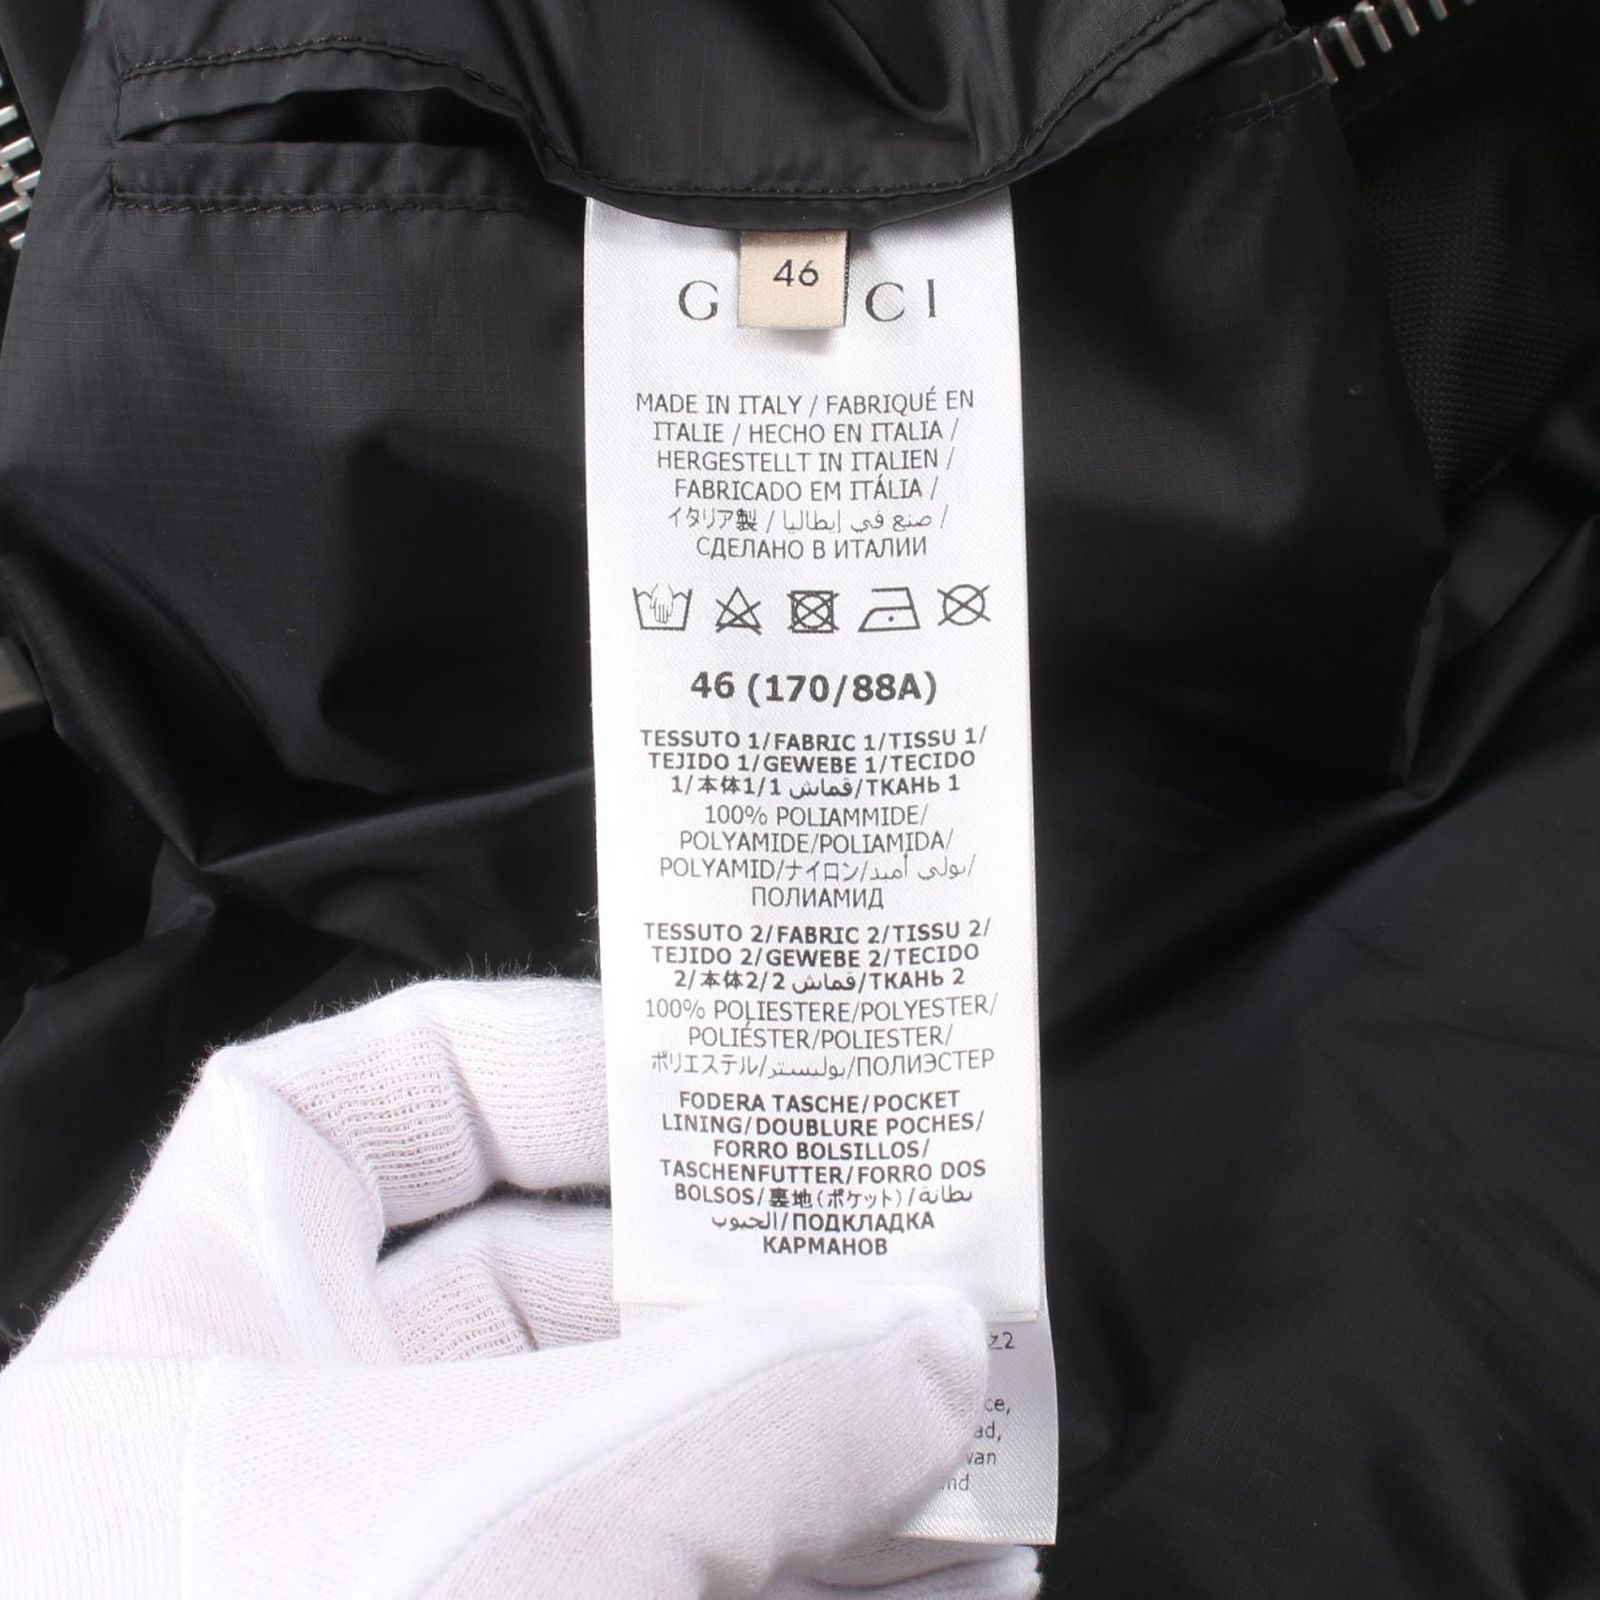 46
G CI
MADE IN ITALY / FABRIQUÉ EN
ITALIE / HECHO EN ITALIA /
HERGESTELLT IN ITALIEN /
FABRICADO EM ITÁLIA /
イタリア製 / صنع في إيطاليا /
СДЕЛАНО В ИТАЛИИ
46 (170/88A)
TESSUTO 1/FABRIC 1/TISSU 1/
TEJIDO 1/GEWEBE 1/TECIDO
1/本体1/1 قماش/ТКАНЬ 1
100% POLIAMMIDE/
POLYAMIDE/POLIAMIDA/
POLYAMID/ナイロン/بولي أميد/
ПОЛИАМИД
TESSUTO 2/FABRIC 2/TISSU 2/
TEJIDO 2/GEWEBE 2/TECIDO
2/本体2/2 قماش/ТКАНЬ 2
100% POLIESTERE/POLYESTER/
POLIÉSTER/POLIESTER/
ポリエステル/بوليستر/ПОЛИЭСТЕР
FODERA TASCHE/POCKET
LINING/DOUBLURE POCHES/
FORRO BOLSILLOS/
TASCHENFUTTER/FORRO DOS
BOLSOS/裏地(ポケット)/بطانة
الجيوب/ПОДКЛАДКА
КАРМАНОВ